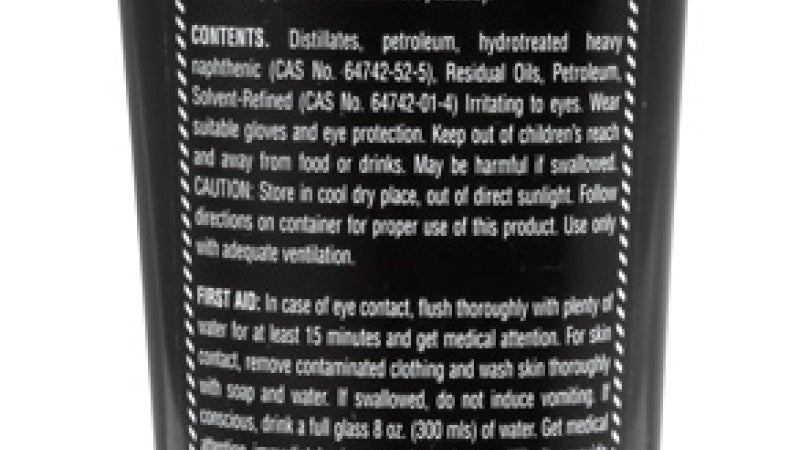 CONTENTS. Distillates, petroleum, hydrotreated heavy
naphthenic (CAS No. 64742-52-5), Residual Oils, Petroleum,
Solvent-Refined (CAS No. 64742-01-4) Irritating to eyes. Wear
suitable gloves and eye protection. Keep out of children's reach
and away from food or drinks. May be harmful if swallowed.
CAUTION: Store in cool dry place, out of direct sunlight. Follow
directions on container for proper use of this product. Use only
with adequate ventilation.
FIRST AID: In case of eye contact, flush thoroughly with plenty of
water for at least 15 minutes and get medical attention. For skin
contact, remove contaminated clothing and wash skin thoroughly
with soap and water. If swallowed, do not induce vomiting. If
conscious, drink a full glass 8 oz. (300 mls) of water. Get medical